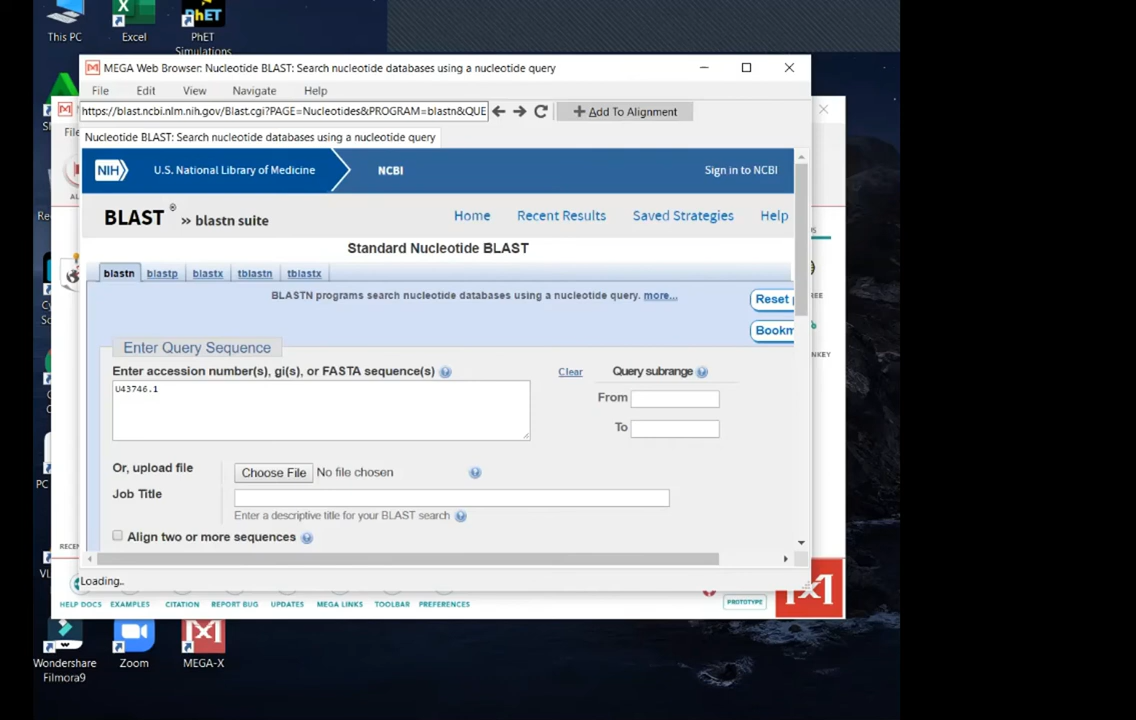 This PC
Excel
PhET
PhET Simulations
MEGA Web Browser: Nucleotide BLAST: Search nucleotide databases using a nucleotide query
File Edit View Navigate Help
https://blast.ncbi.nlm.nih.gov/Blast.cgi?PAGE=Nucleotides&PROGRAM=blastn&QUE
Add To Alignment
Nucleotide BLAST: Search nucleotide databases using a nucleotide query
NIH U.S. National Library of Medicine NCBI Sign in to NCBI
BLAST ® » blastn suite Home Recent Results Saved Strategies Help
Standard Nucleotide BLAST
blastn blastp blastx tblastn tblastx
BLASTN programs search nucleotide databases using a nucleotide query. more...
Reset
Bookm
Enter Query Sequence
Enter accession number(s), gi(s), or FASTA sequence(s) Clear Query subrange
U43746.1
From
To
Or, upload file Choose File No file chosen
Job Title
Enter a descriptive title for your BLAST search
Align two or more sequences
Loading..
HELP DOCS EXAMPLES CITATION REPORT BUG UPDATES MEGA LINKS TOOLBAR PREFERENCES PROTOTYPE
Wondershare Filmora9
Zoom
MEGA-X